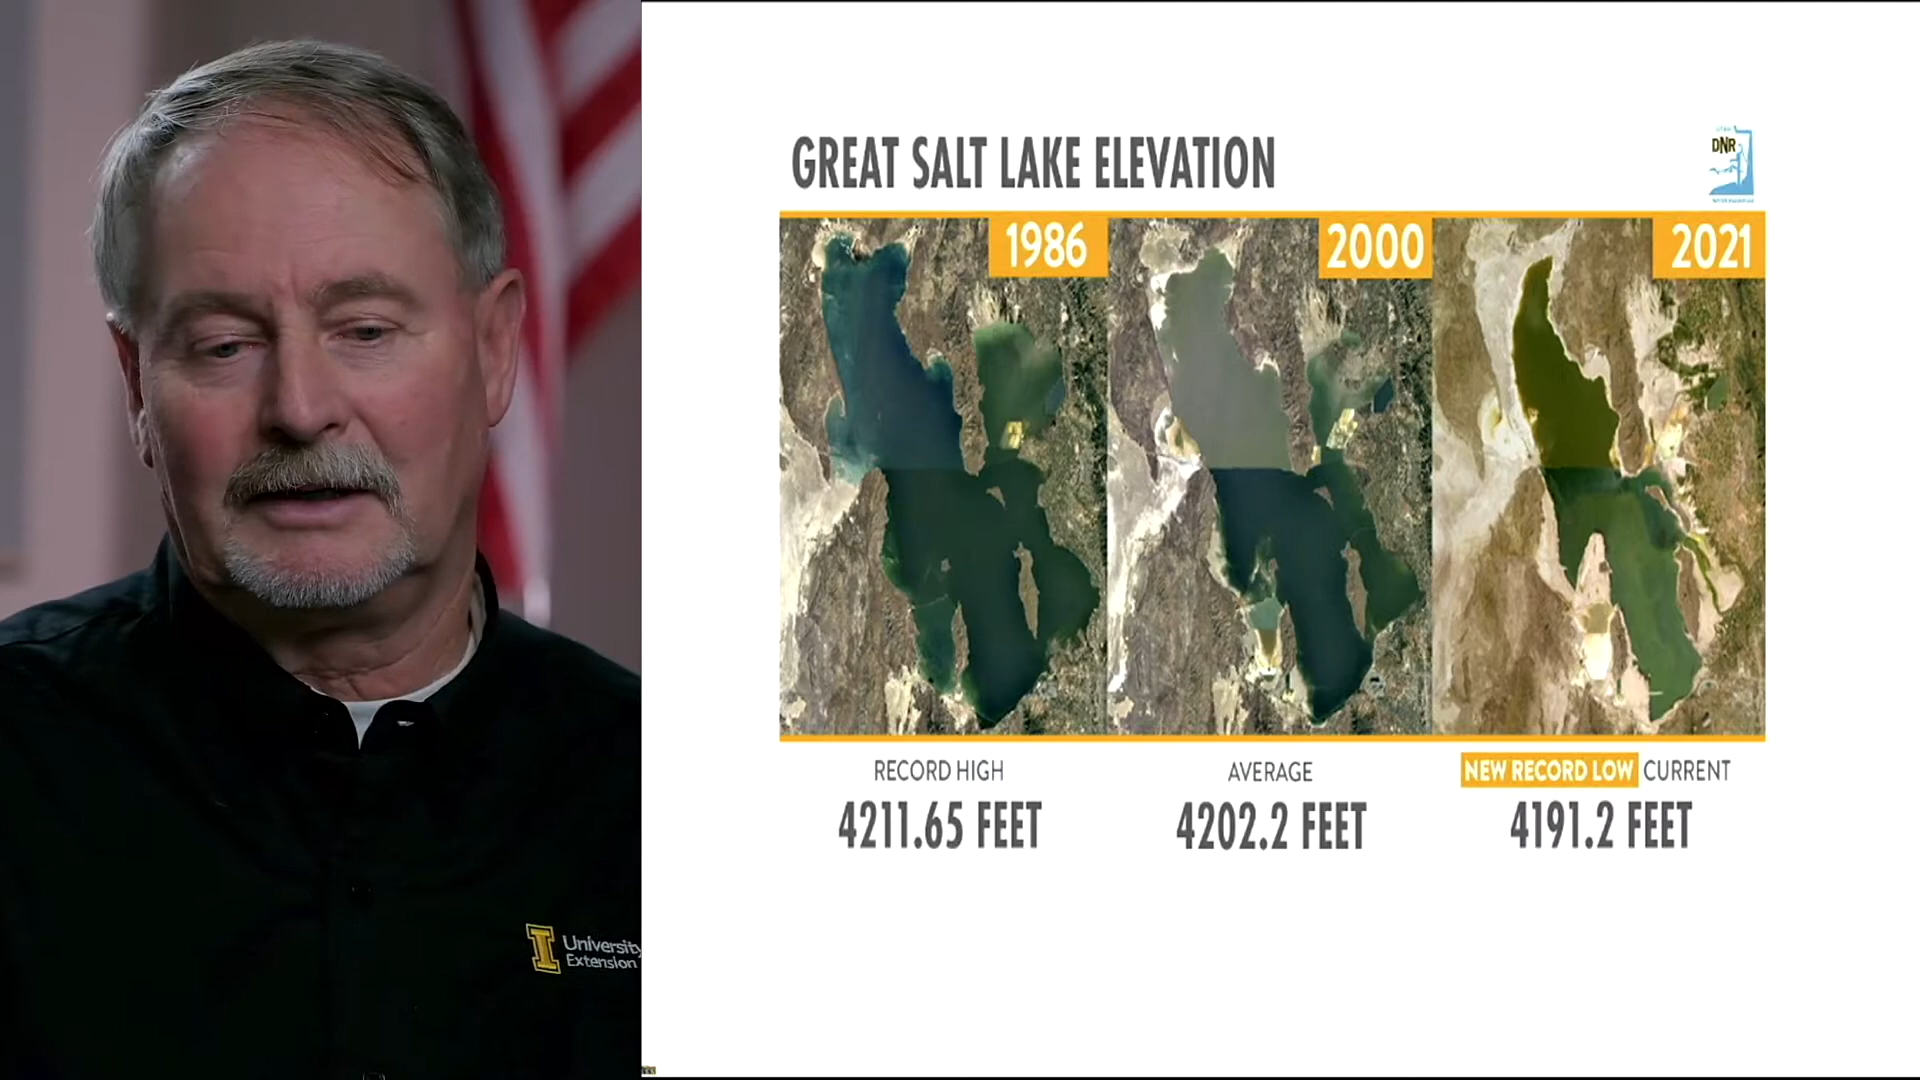 GREAT SALT LAKE ELEVATION
DNR
1986
2000
2021
RECORD HIGH
4211.65 FEET
AVERAGE
4202.2 FEET
NEW RECORD LOW CURRENT
4191.2 FEET
I
University
Extension